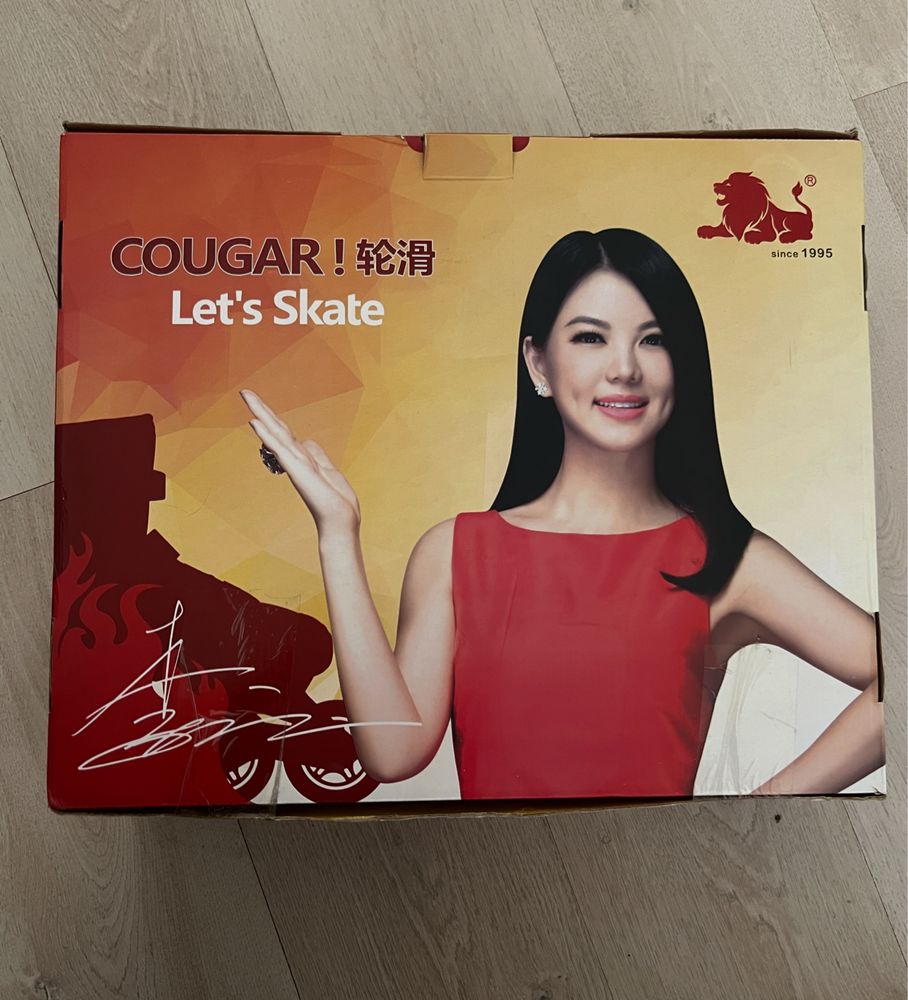 COUGAR！轮滑
Let's Skate
®
since 1995